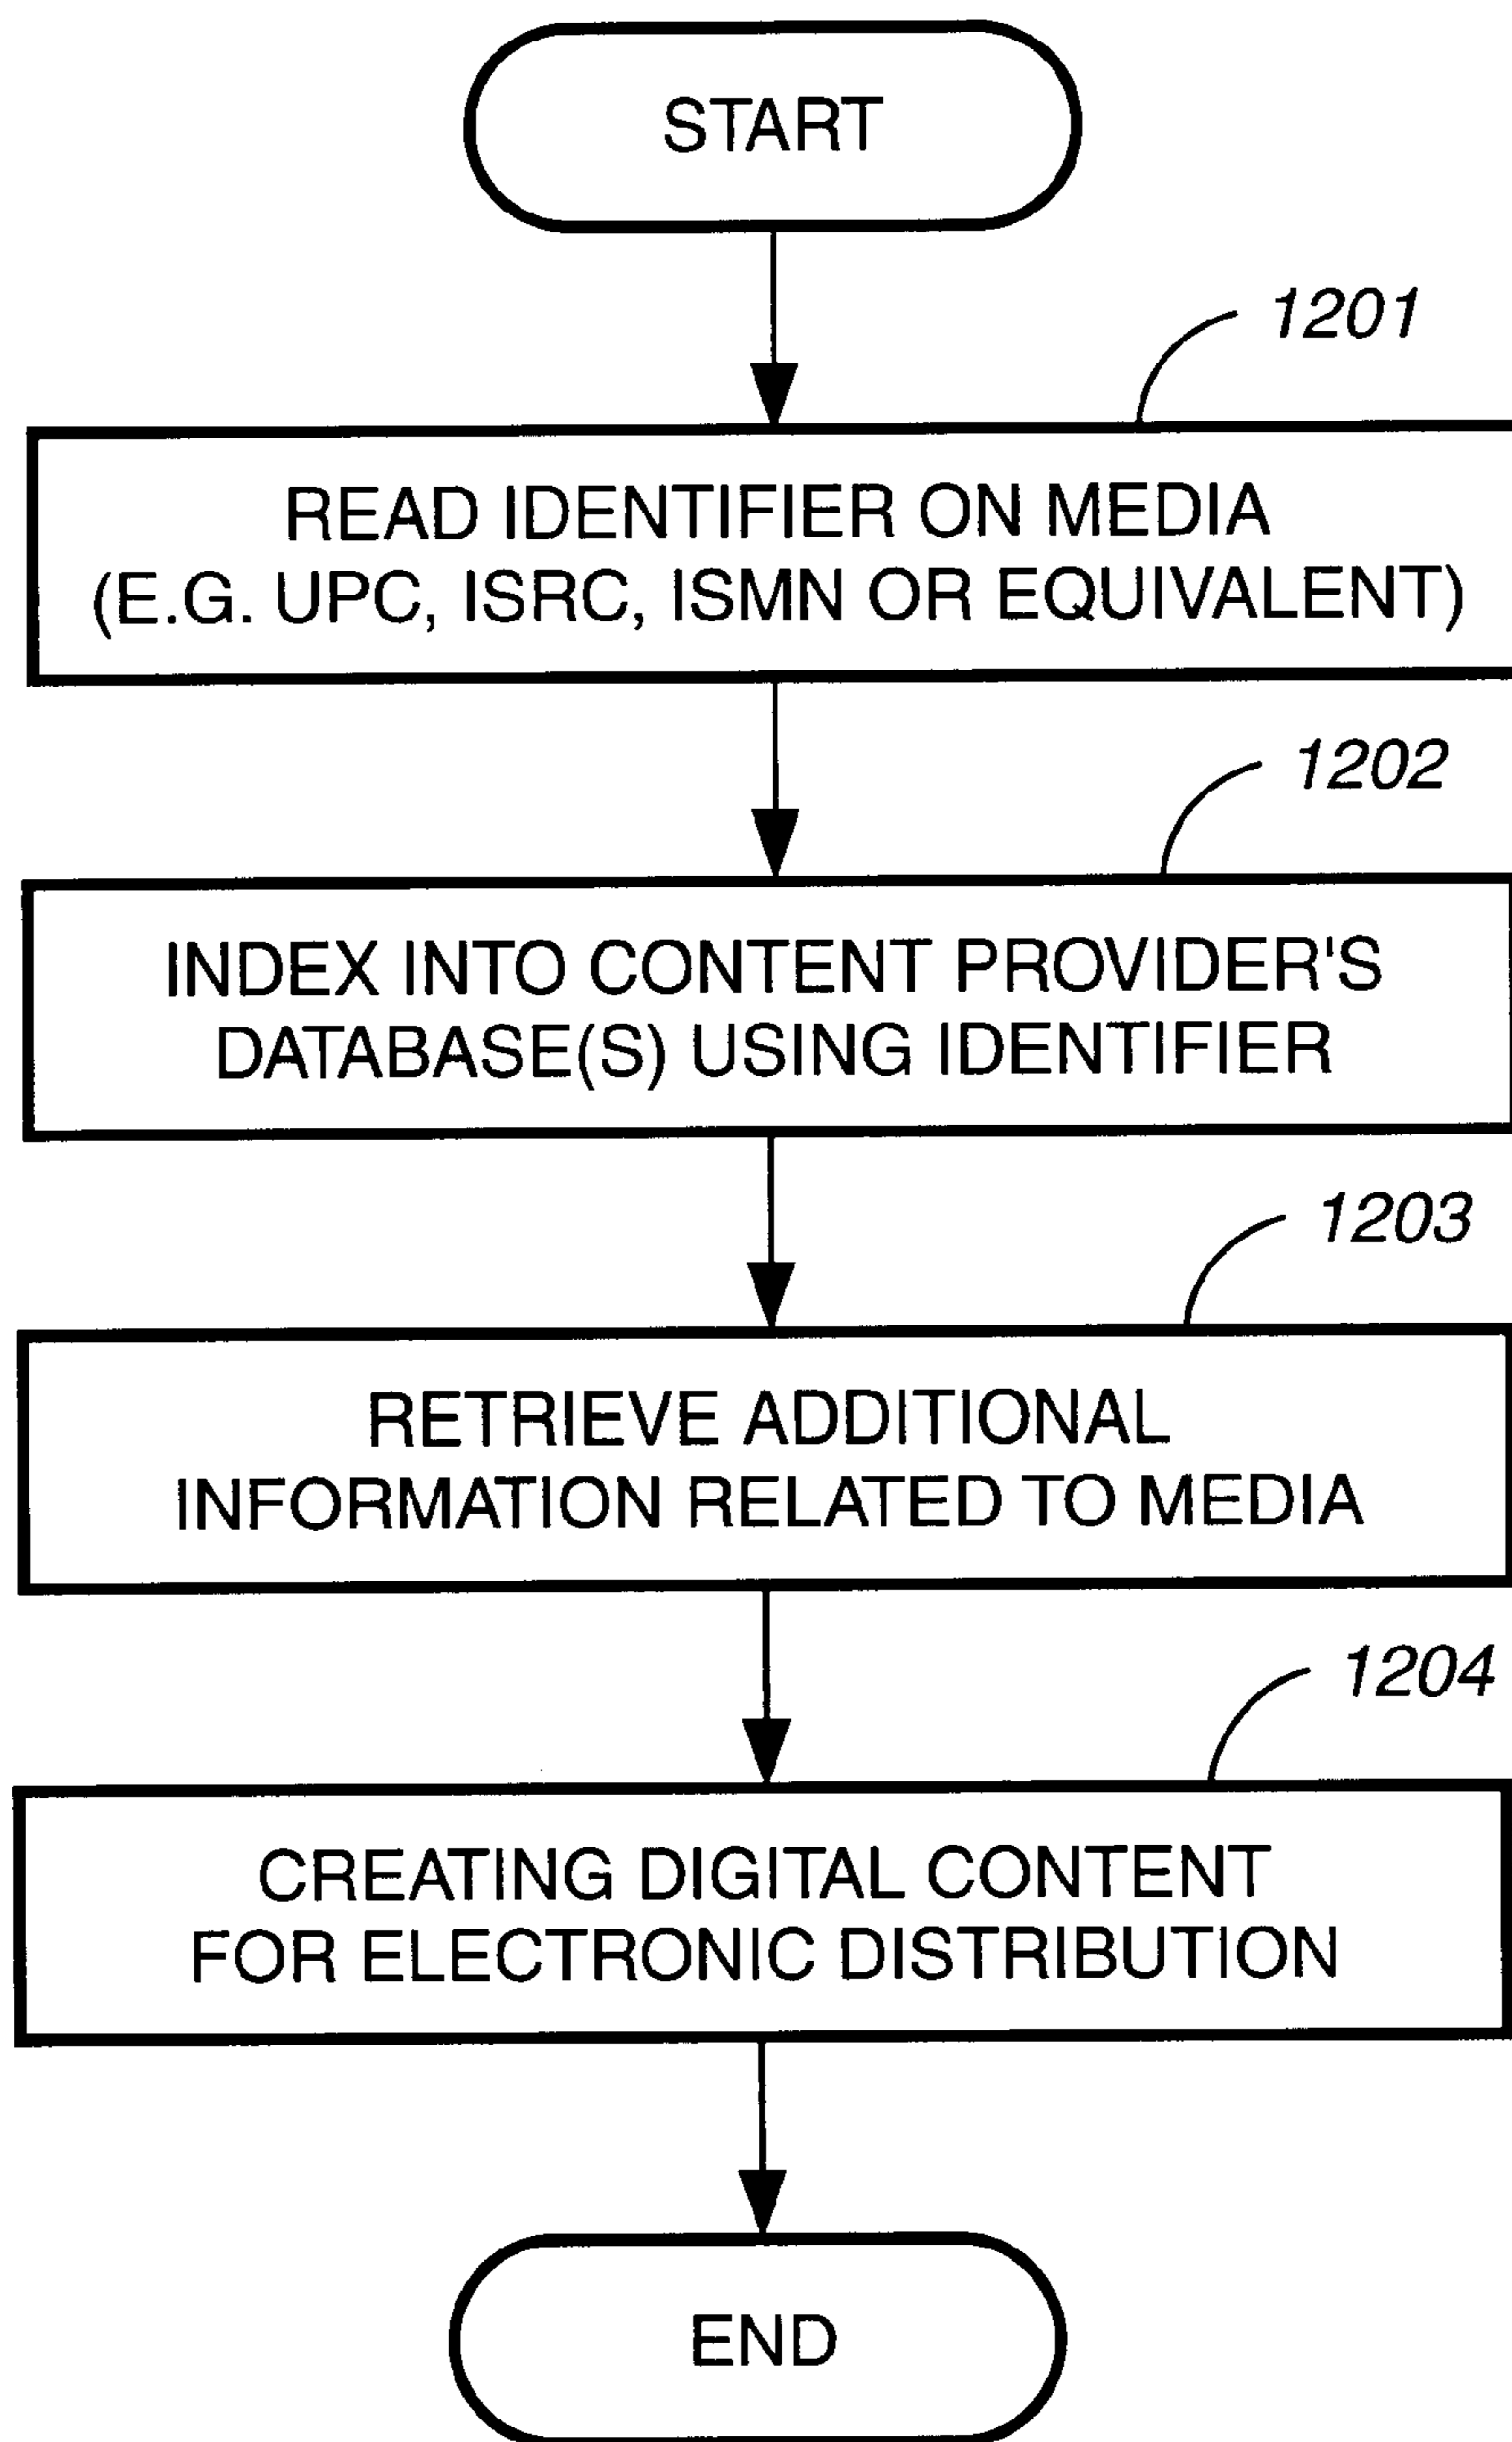 START
1201
READ IDENTIFIER ON MEDIA
(E.G. UPC, ISRC, ISMN OR EQUIVALENT)
1202
INDEX INTO CONTENT PROVIDER'S
DATABASE(S) USING IDENTIFIER
1203
RETRIEVE ADDITIONAL
INFORMATION RELATED TO MEDIA
1204
CREATING DIGITAL CONTENT
FOR ELECTRONIC DISTRIBUTION
END